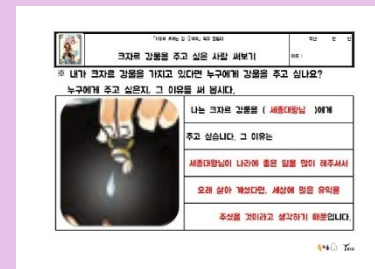 크자르 강물을 주고 싶은 사람 써보기
※ 내가 크자르 강물을 가지고 있다면 누구에게 강물을 주고 싶나요?
누구에게 주고 싶은지, 그 이유를 써 봅시다.
나는 크자르 강물을 ( 세종대왕님 )에게
주고 싶습니다. 그 이유는
세종대왕님이 나라에 좋은 일을 많이 해주셔서
오래 살아 계셨다면, 세상에 많은 유익을
주셨을 것이라고 생각하기 때문입니다.